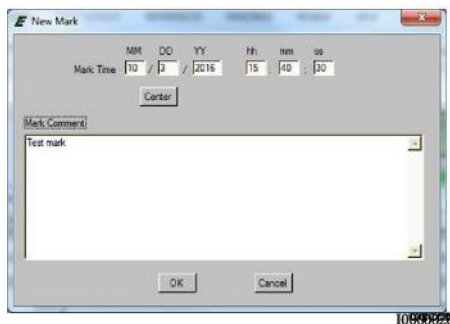 New Mark
MM DD YY hh mm ss
Mark Time 10 / 3 / 2016 15 : 40 : 30
Center
Mark Comment
Test mark
OK Cancel